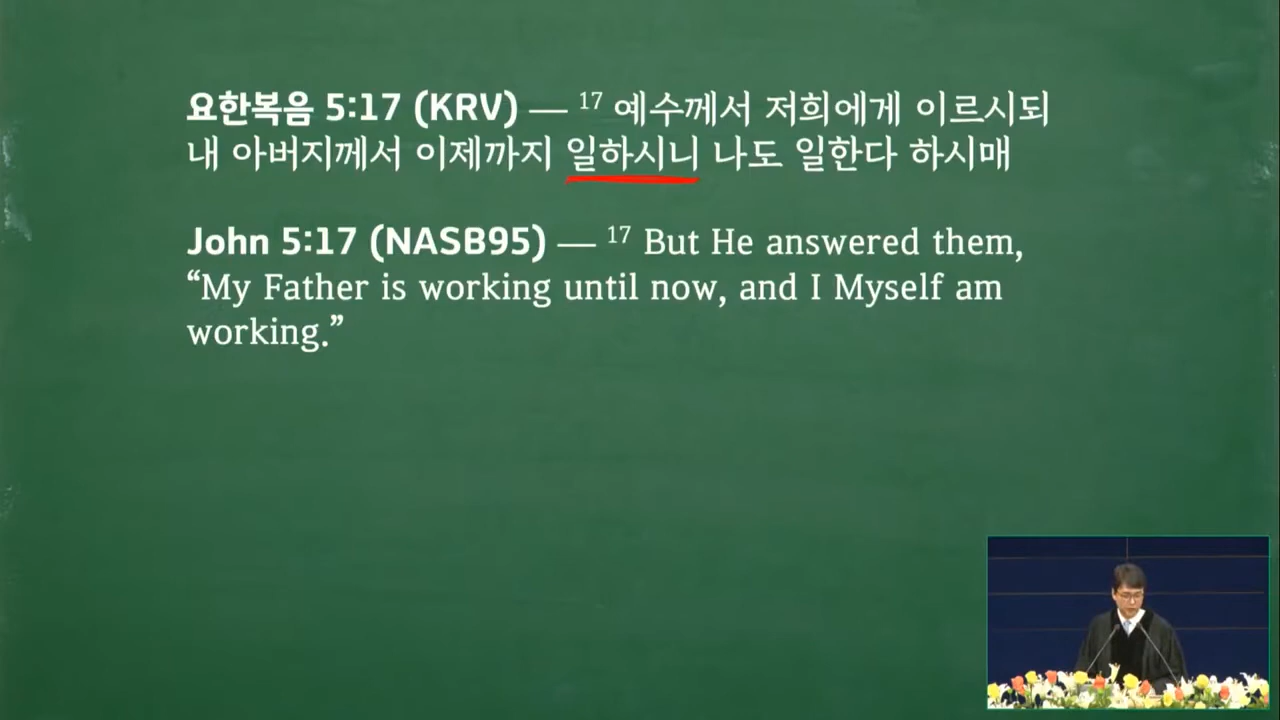 요한복음 5:17 (KRV) — 17 예수께서 저희에게 이르시되
내 아버지께서 이제까지 일하시니 나도 일한다 하시매
John 5:17 (NASB95) — 17 But He answered them,
“My Father is working until now, and I Myself am
working.”